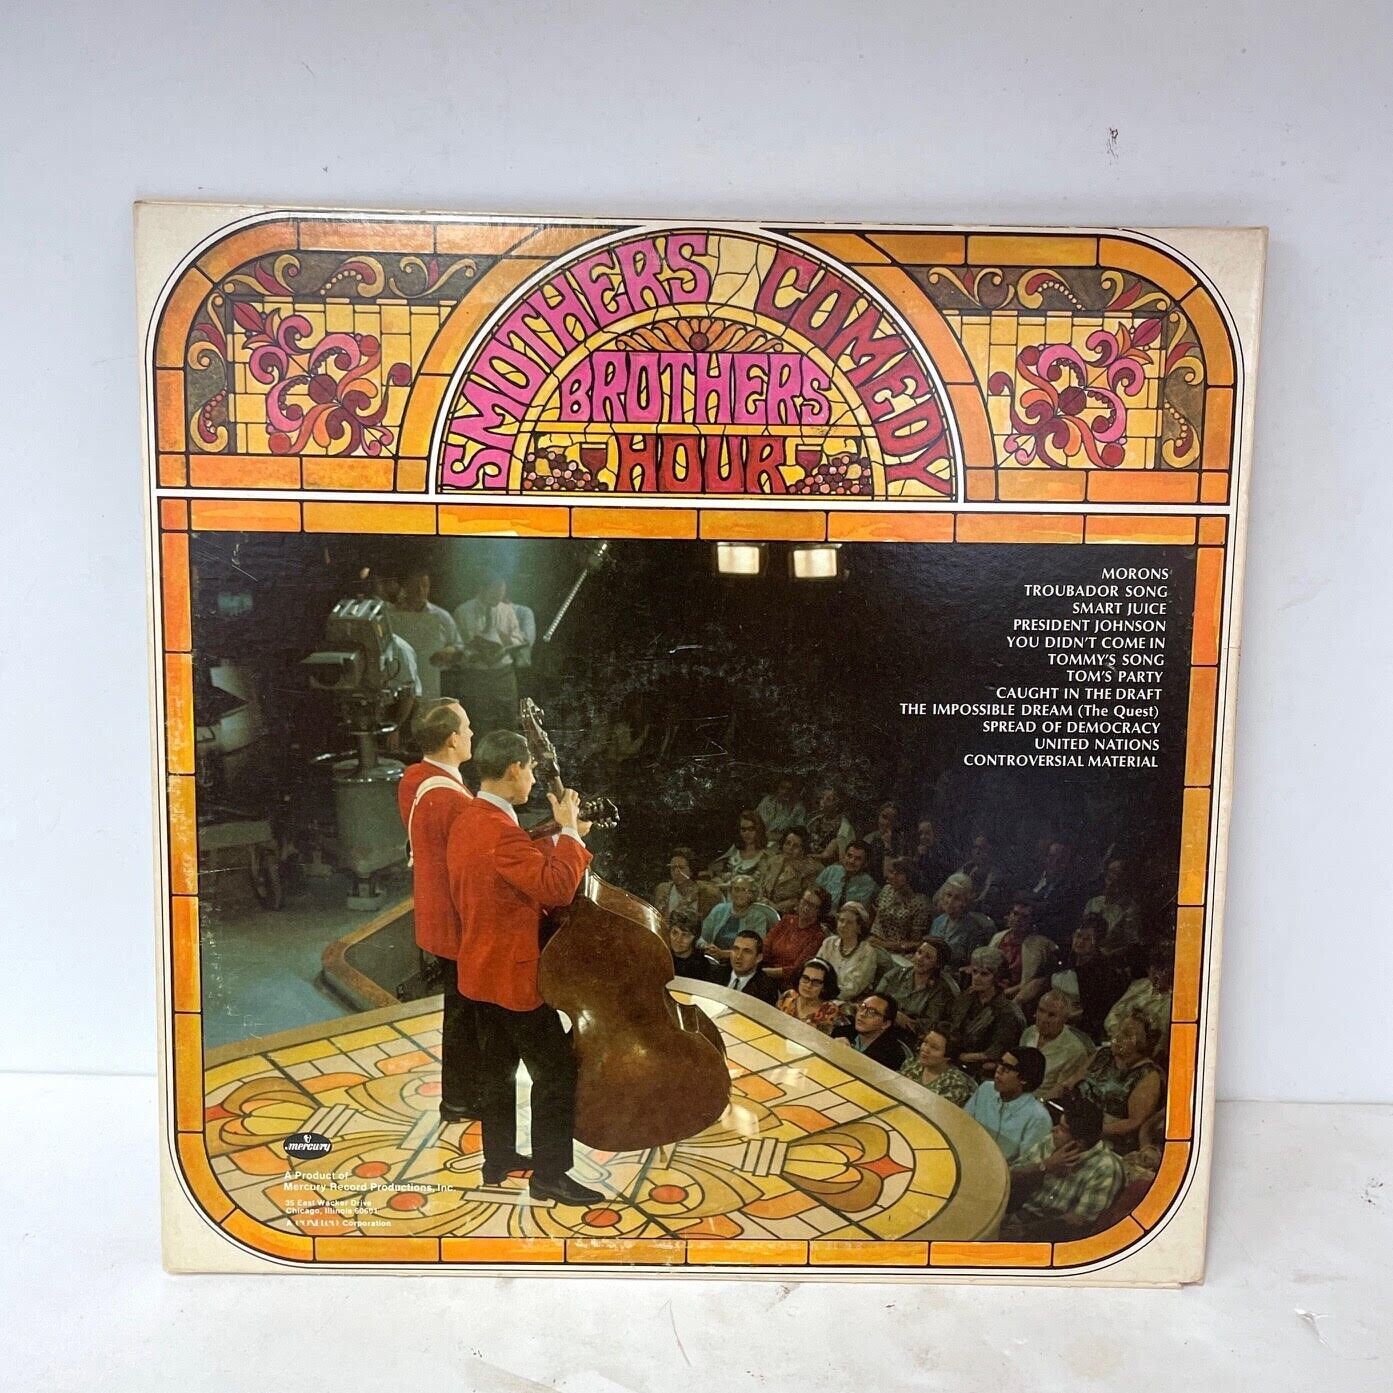 SMOTHERS COMEDY
BROTHERS
HOUR
MORONS
TROUBADOR SONG
SMART JUICE
PRESIDENT JOHNSON
YOU DIDN'T COME IN
TOMMY'S SONG
TOM'S PARTY
CAUGHT IN THE DRAFT
THE IMPOSSIBLE DREAM (The Quest)
SPREAD OF DEMOCRACY
UNITED NATIONS
CONTROVERSIAL MATERIAL
mercury
A Product of
Mercury Record Productions, Inc.
35 East Wacker Drive
Chicago, Illinois 60601
A CONELCO Corporation